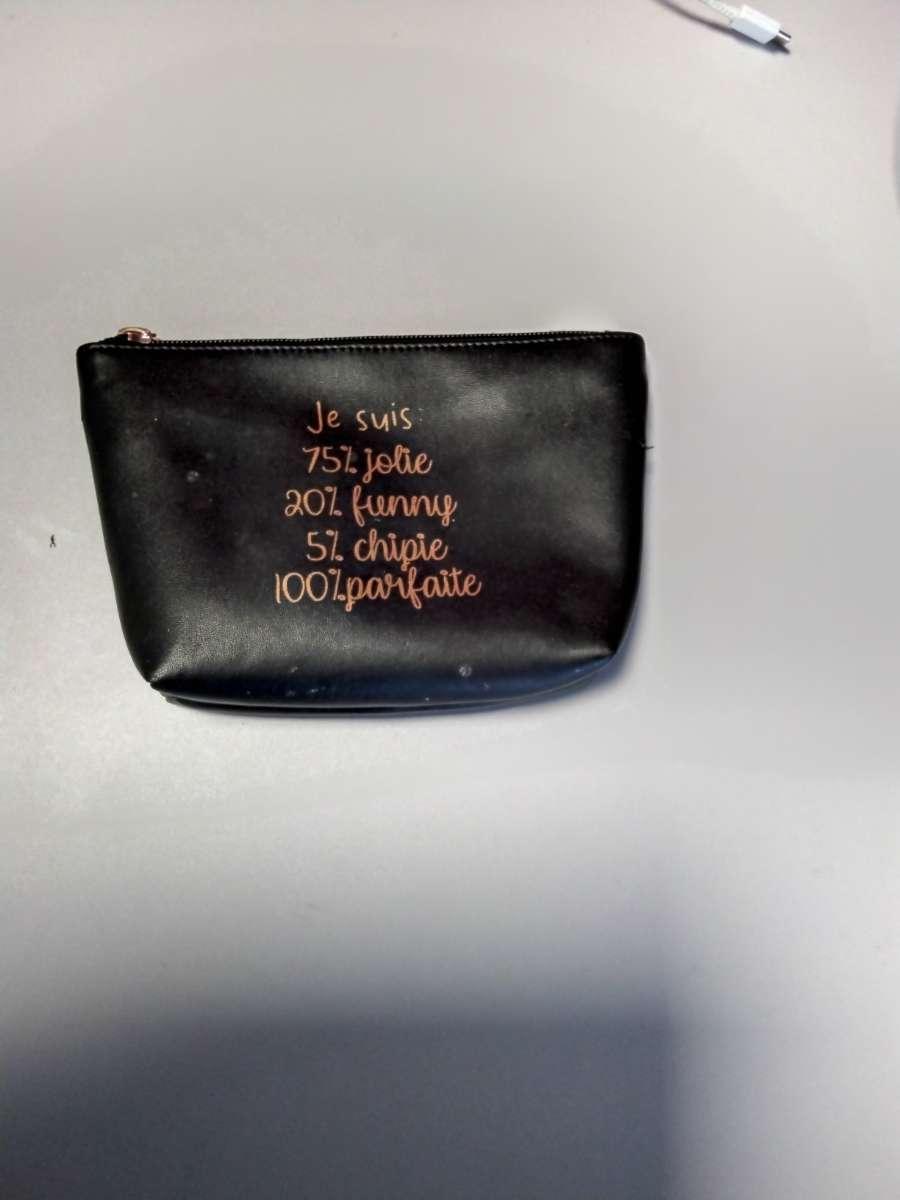 Je suis:
75% jolie
20% funny
5% chipie
100% parfaite